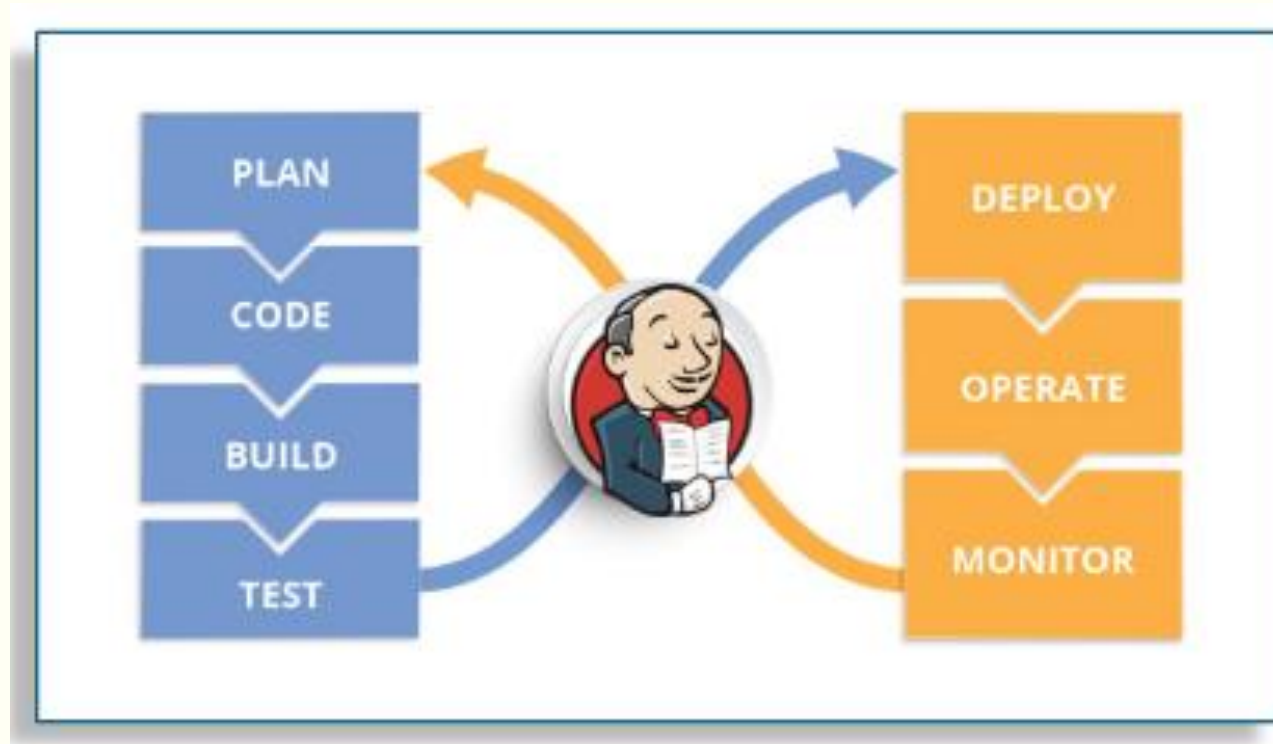 PLAN
CODE
BUILD
TEST
DEPLOY
OPERATE
MONITOR